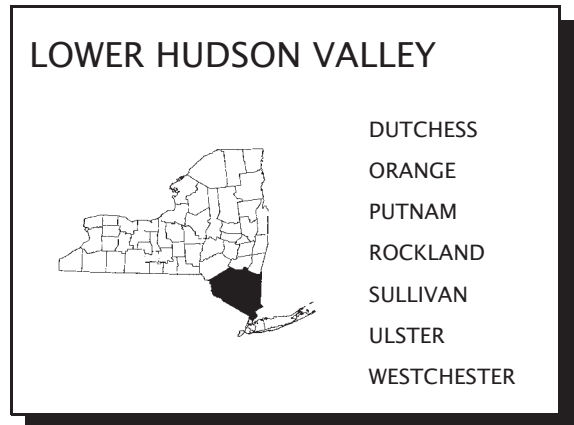 LOWER HUDSON VALLEY
DUTCHESS
ORANGE
PUTNAM
ROCKLAND
SULLIVAN
ULSTER
WESTCHESTER